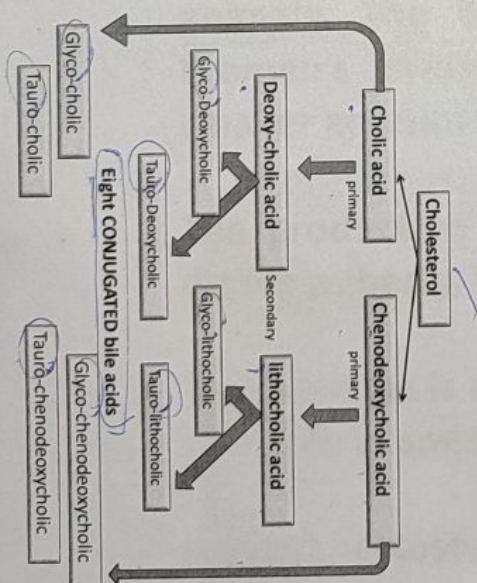 Cholesterol
Cholic acid
Chenodeoxycholic acid
primary
primary
Deoxy-cholic acid
Secondary
lithocholic acid
Glyco-Deoxycholic
Glyco-lithocholic
Tauro-Deoxycholic
Tauro-lithocholic
Eight CONJUGATED bile acids
Glyco-cholic
Tauro-cholic
Glyco-chenodeoxycholic
Tauro-chenodeoxycholic